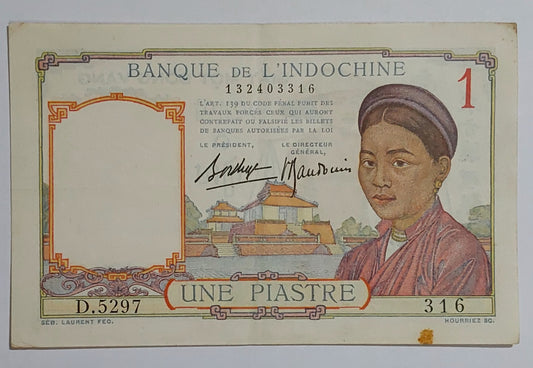 BANQUE DE L'INDOCHINE
132403316
1
L'ART. 139 DU CODE PÉNAL PUNIT DES
TRAVAUX FORCÉS CEUX QUI AURONT
CONTREFAIT OU FALSIFIÉ LES BILLETS
DE BANQUES AUTORISÉES PAR LA LOI
LE PRÉSIDENT, LE DIRECTEUR
GÉNÉRAL,
D.5297 UNE PIASTRE 316
SEB. LAURENT FEC. HOURRIEZ SC.